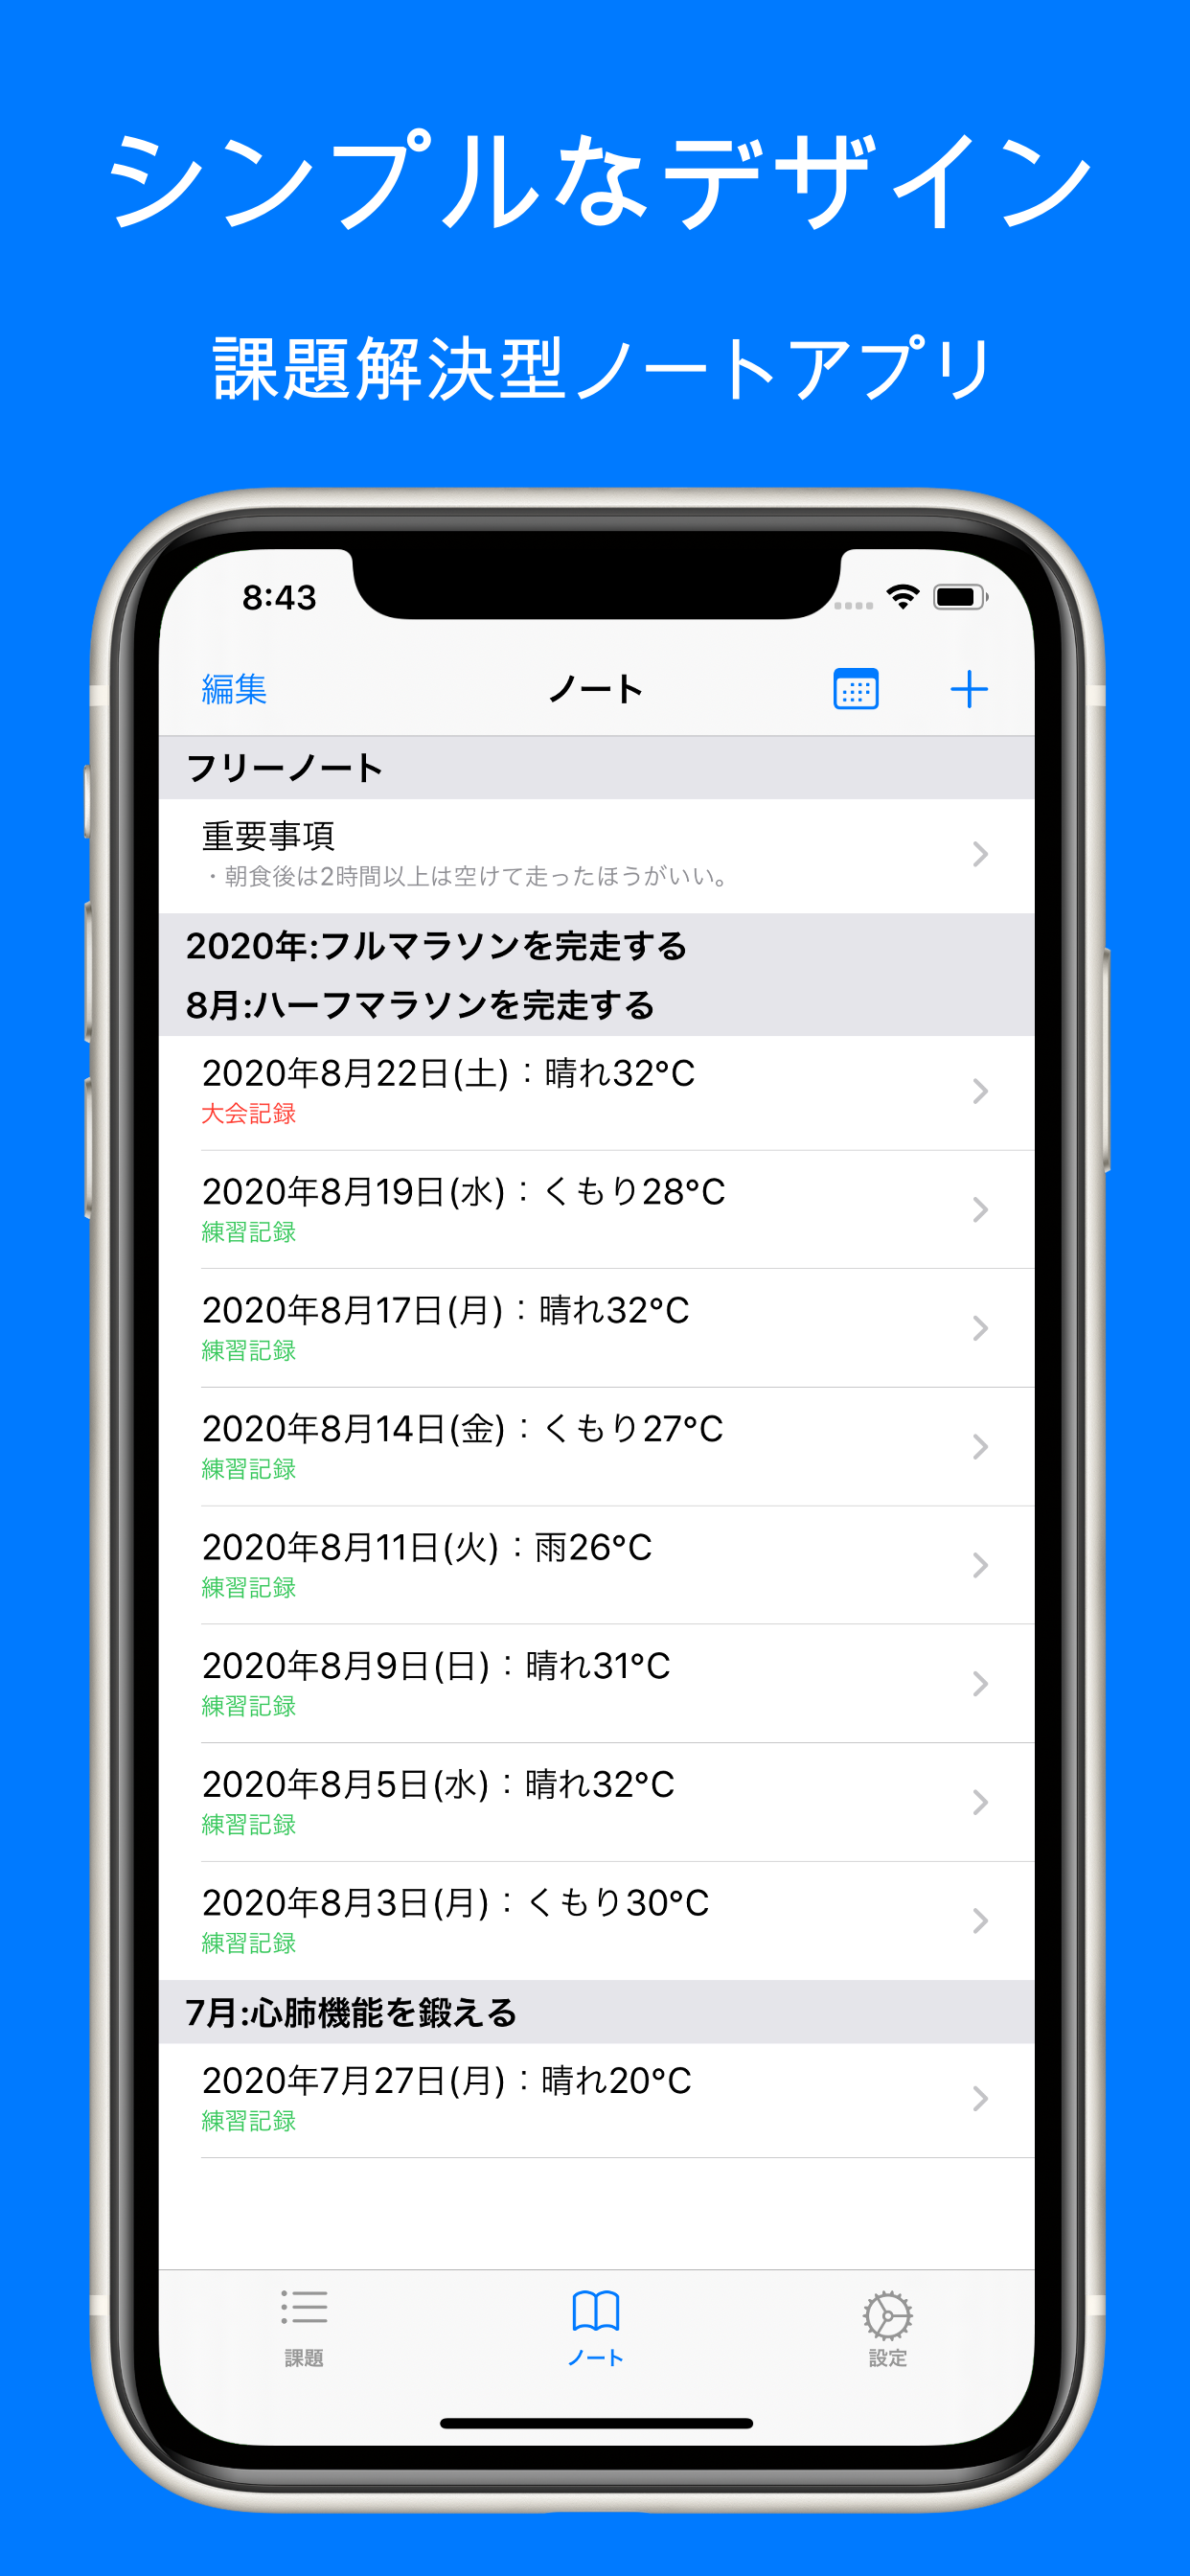 シンプルなデザイン
課題解決型ノートアプリ
8:43
編集
ノート
フリーノート
重要事項
・朝食後は2時間以上は空けて走ったほうがいい。
2020年:フルマラソンを完走する
8月:ハーフマラソンを完走する
2020年8月22日(土)：晴れ32°C
大会記録
2020年8月19日(水)：くもり28°C
練習記録
2020年8月17日(月)：晴れ32°C
練習記録
2020年8月14日(金)：くもり27°C
練習記録
2020年8月11日(火)：雨26°C
練習記録
2020年8月9日(日)：晴れ31°C
練習記録
2020年8月5日(水)：晴れ32°C
練習記録
2020年8月3日(月)：くもり30°C
練習記録
7月:心肺機能を鍛える
2020年7月27日(月)：晴れ20°C
練習記録
課題
ノート
設定